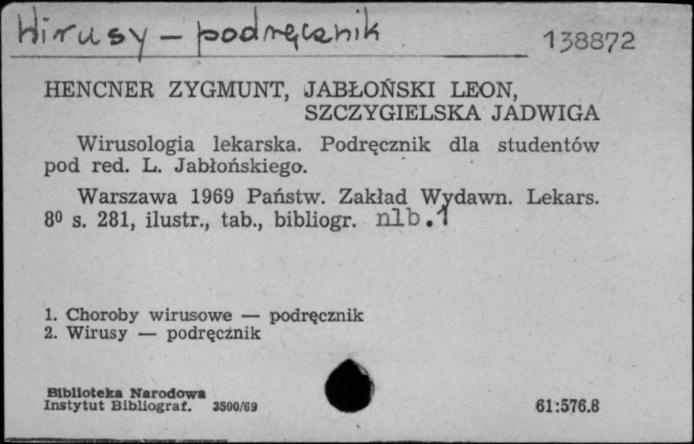 Wirusy – podręcznik 138872
HENCNER ZYGMUNT, JABŁOŃSKI LEON,
SZCZYGIELSKA JADWIGA
Wirusologia lekarska. Podręcznik dla studentów
pod red. L. Jabłońskiego.
Warszawa 1969 Państw. Zakład Wydawn. Lekars.
8⁰ s. 281, ilustr., tab., bibliogr. nlb.1
1. Choroby wirusowe — podręcznik
2. Wirusy — podręcznik
Biblioteka Narodowa
Instytut Bibliograf. 3500/69 61:576.8